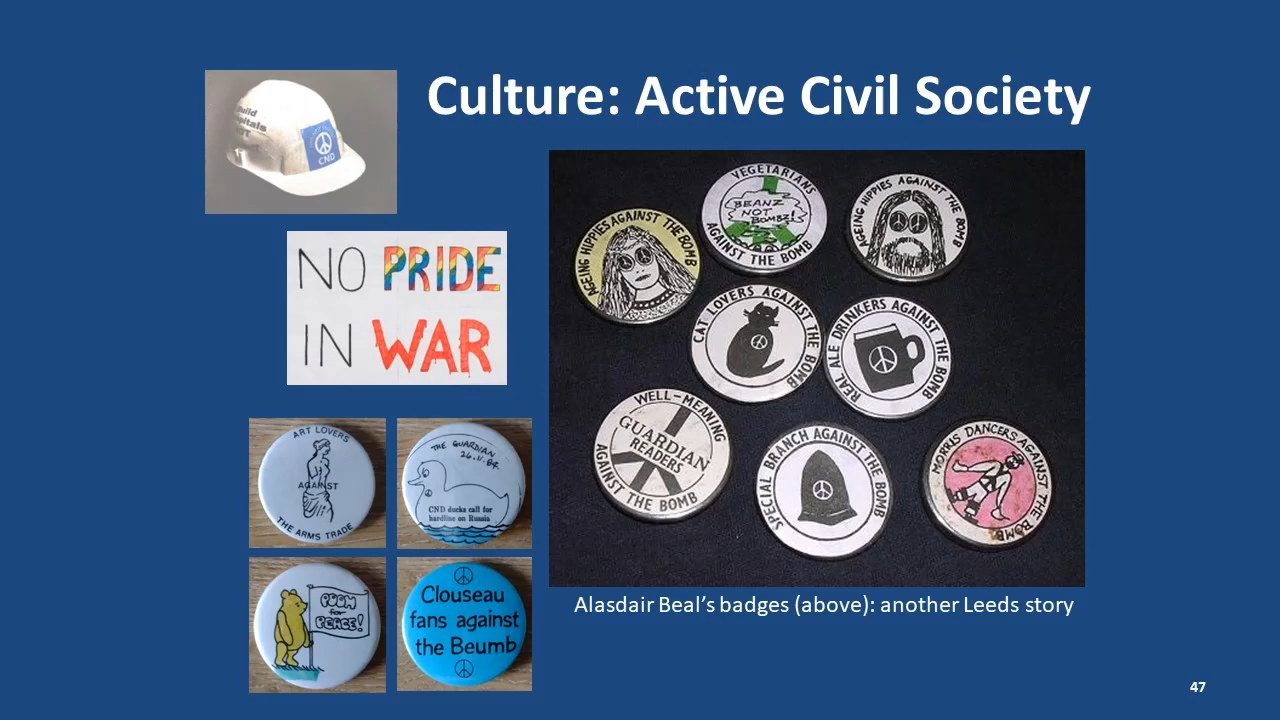 Culture: Active Civil Society
CND
NO PRIDE
IN WAR
AGEING HIPPIES AGAINST THE BOMB
VEGETARIANS
BEANZ
NOT
BOMBZ!
AGAINST THE BOMB
AGEING HIPPIES AGAINST THE BOMB
CAT LOVERS AGAINST THE BOMB
REAL ALE DRINKERS AGAINST THE BOMB
WELL-MEANING
GUARDIAN
READERS
AGAINST THE BOMB
SPECIAL BRANCH AGAINST THE BOMB
MORRIS DANCERS AGAINST THE BOMB
ART LOVERS
AGAINST
THE ARMS TRADE
THE GUARDIAN
26.11.84
CND ducks call for
hardline on Russia
POOH
for
PEACE!
Clouseau
fans against
the Beumb
Alasdair Beal's badges (above): another Leeds story
47